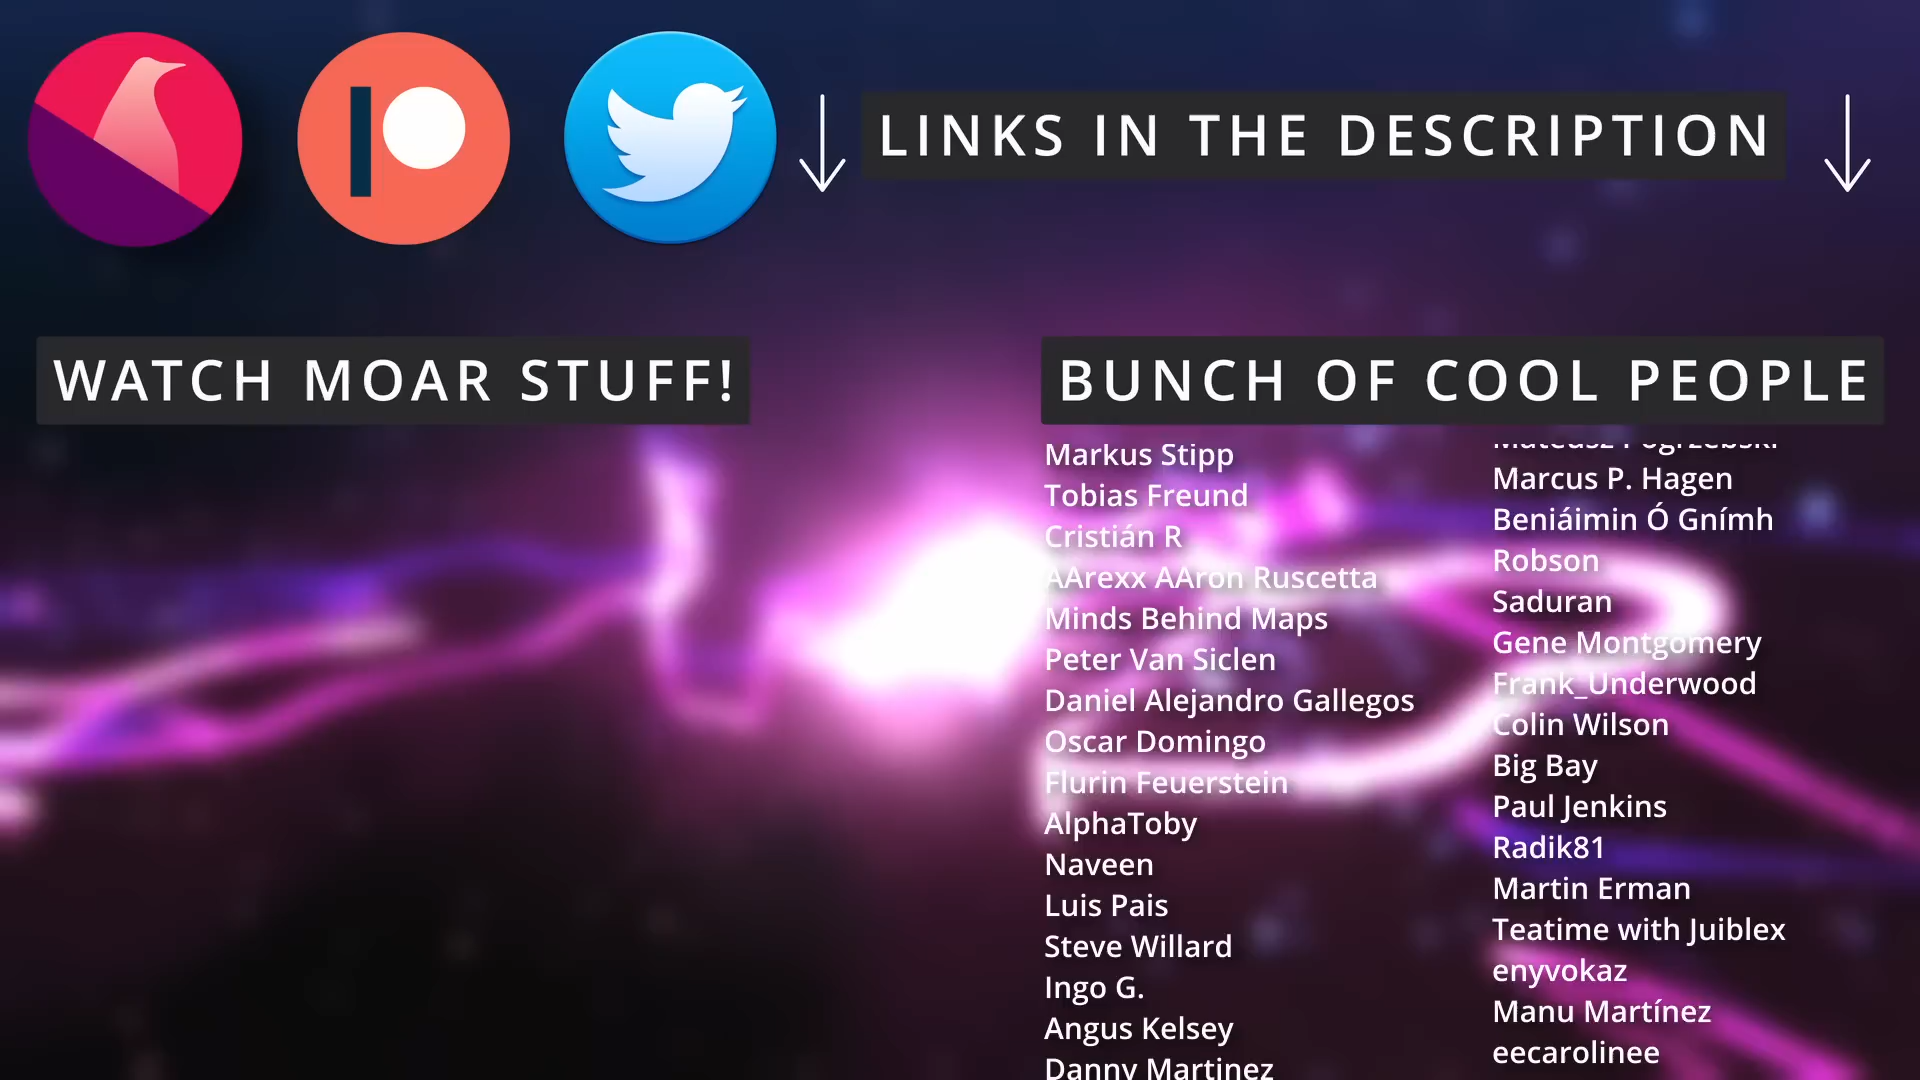 LINKS IN THE DESCRIPTION
WATCH MOAR STUFF!
BUNCH OF COOL PEOPLE
Markus Stipp
Tobias Freund
Cristián R
AArexx AAron Ruscetta
Minds Behind Maps
Peter Van Siclen
Daniel Alejandro Gallegos
Oscar Domingo
Flurin Feuerstein
AlphaToby
Naveen
Luis Pais
Steve Willard
Ingo G.
Angus Kelsey
Danny Martinez
Marcus P. Hagen
Beniáimin Ó Gnímh
Robson
Saduran
Gene Montgomery
Frank_Underwood
Colin Wilson
Big Bay
Paul Jenkins
Radik81
Martin Erman
Teatime with Juiblex
enyvokaz
Manu Martínez
eecarolinee